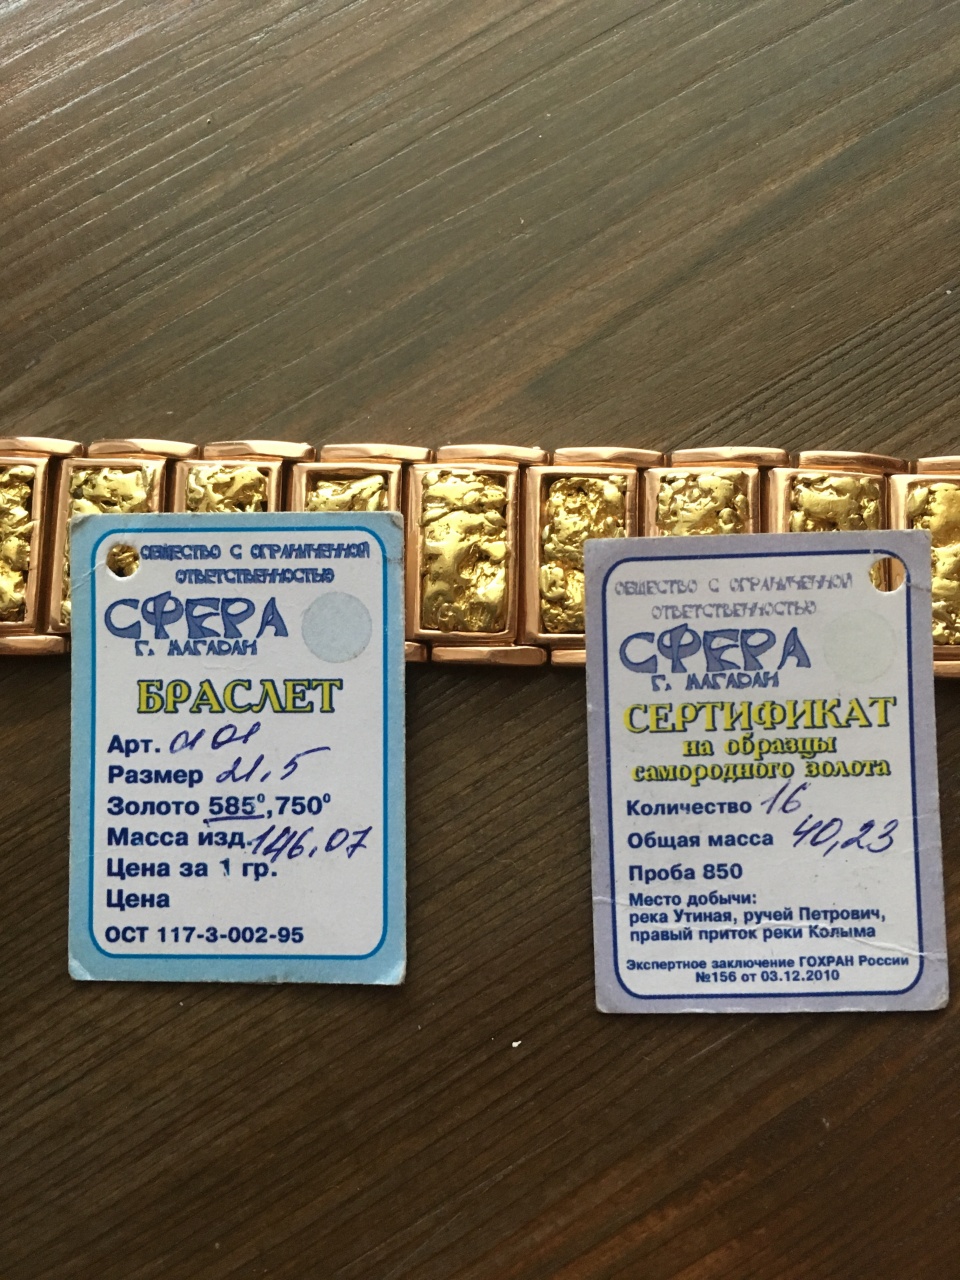 ОБЩЕСТВО С ОГРАНИЧЕННОЙ
ОТВЕТСТВЕННОСТЬЮ
СФЕРА
Г. МАГАДАН
БРАСЛЕТ
Арт. 0101
Размер 21,5
Золото 585⁰,750⁰
Масса изд. 146,07
Цена за 1 гр.
Цена
ОСТ 117-3-002-95
ОБЩЕСТВО С ОГРАНИЧЕННОЙ
ОТВЕТСТВЕННОСТЬЮ
СФЕРА
Г. МАГАДАН
СЕРТИФИКАТ
на образцы
самородного золота
Количество 16
Общая масса 40,23
Проба 850
Место добычи:
река Утиная, ручей Петрович,
правый приток реки Колыма
Экспертное заключение ГОХРАН России
№156 от 03.12.2010